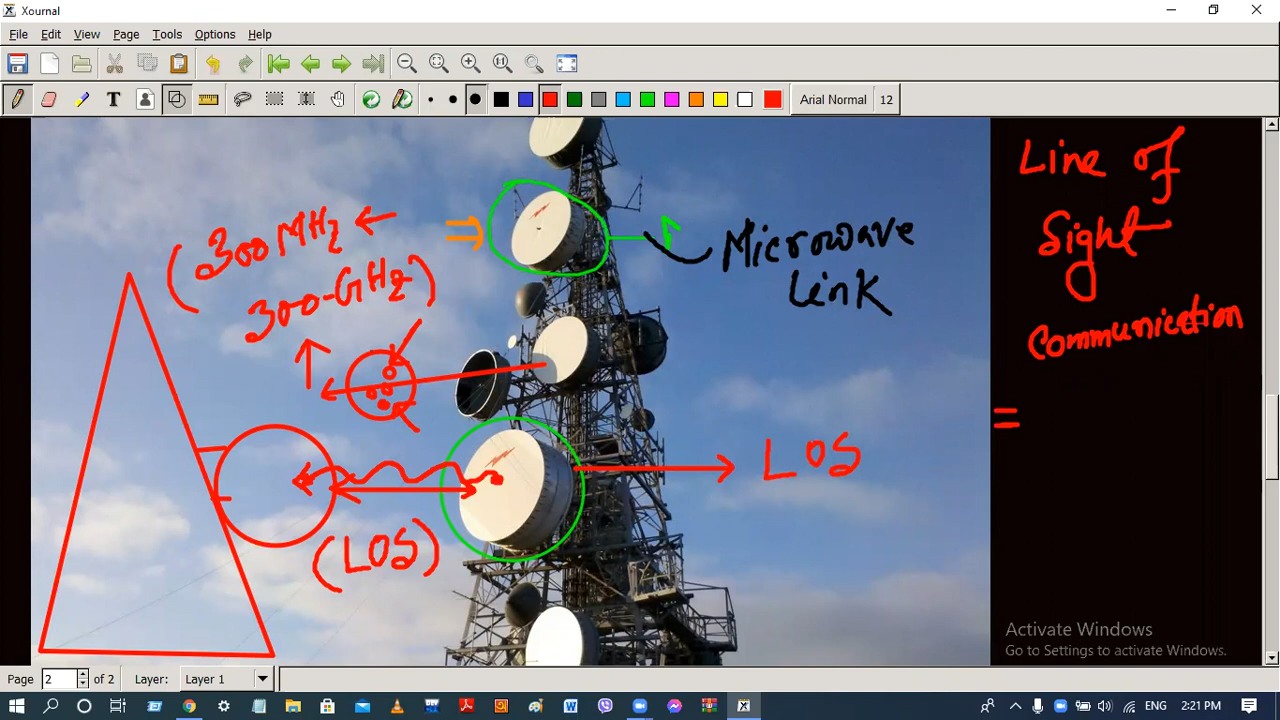 Xournal
File Edit View Page Tools Options Help
Arial Normal 12
Line of
Sight
Communication
=
(300MHz ←
300-GHz)
⇒
Microwave
Link
LOS
(LOS)
Activate Windows
Go to Settings to activate Windows.
Page 2 of 2 Layer: Layer 1
ENG 2:21 PM